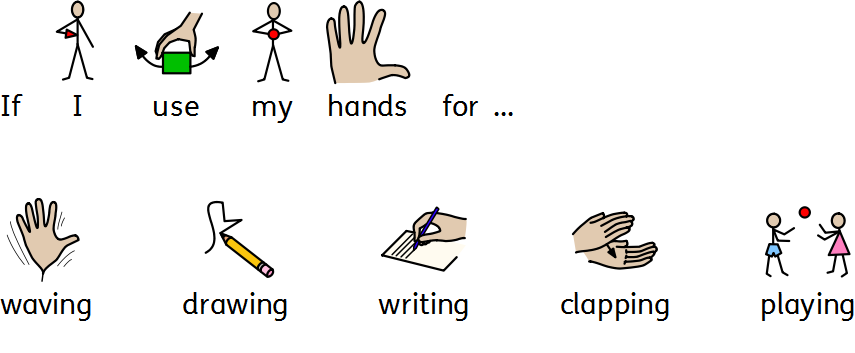 If I use my hands for ...
waving drawing writing clapping playing